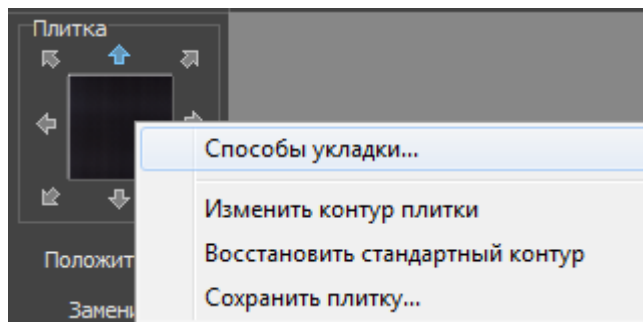 Плитка
Способы укладки...
Изменить контур плитки
Восстановить стандартный контур
Сохранить плитку...